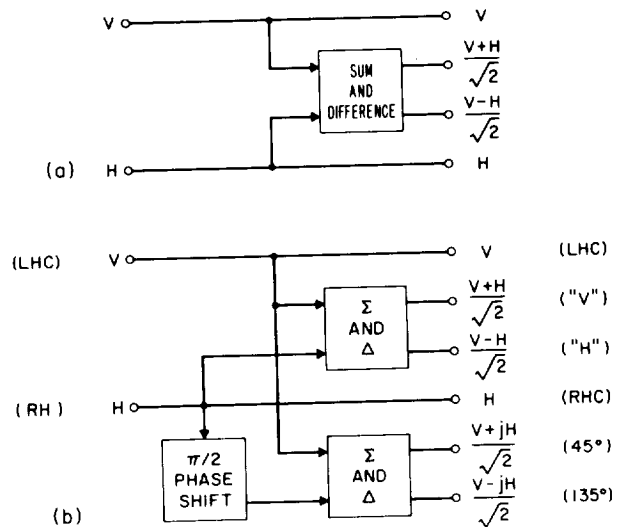 V V
V+H
√2
SUM
AND
DIFFERENCE
V−H
√2
(a) H H
(LHC) V V (LHC)
V+H
√2
("V")
Σ
AND
Δ
V−H
√2
("H")
(RH) H H (RHC)
π/2
PHASE
SHIFT
Σ
AND
Δ
V+jH
√2
(45°)
V−jH
√2
(135°)
(b)